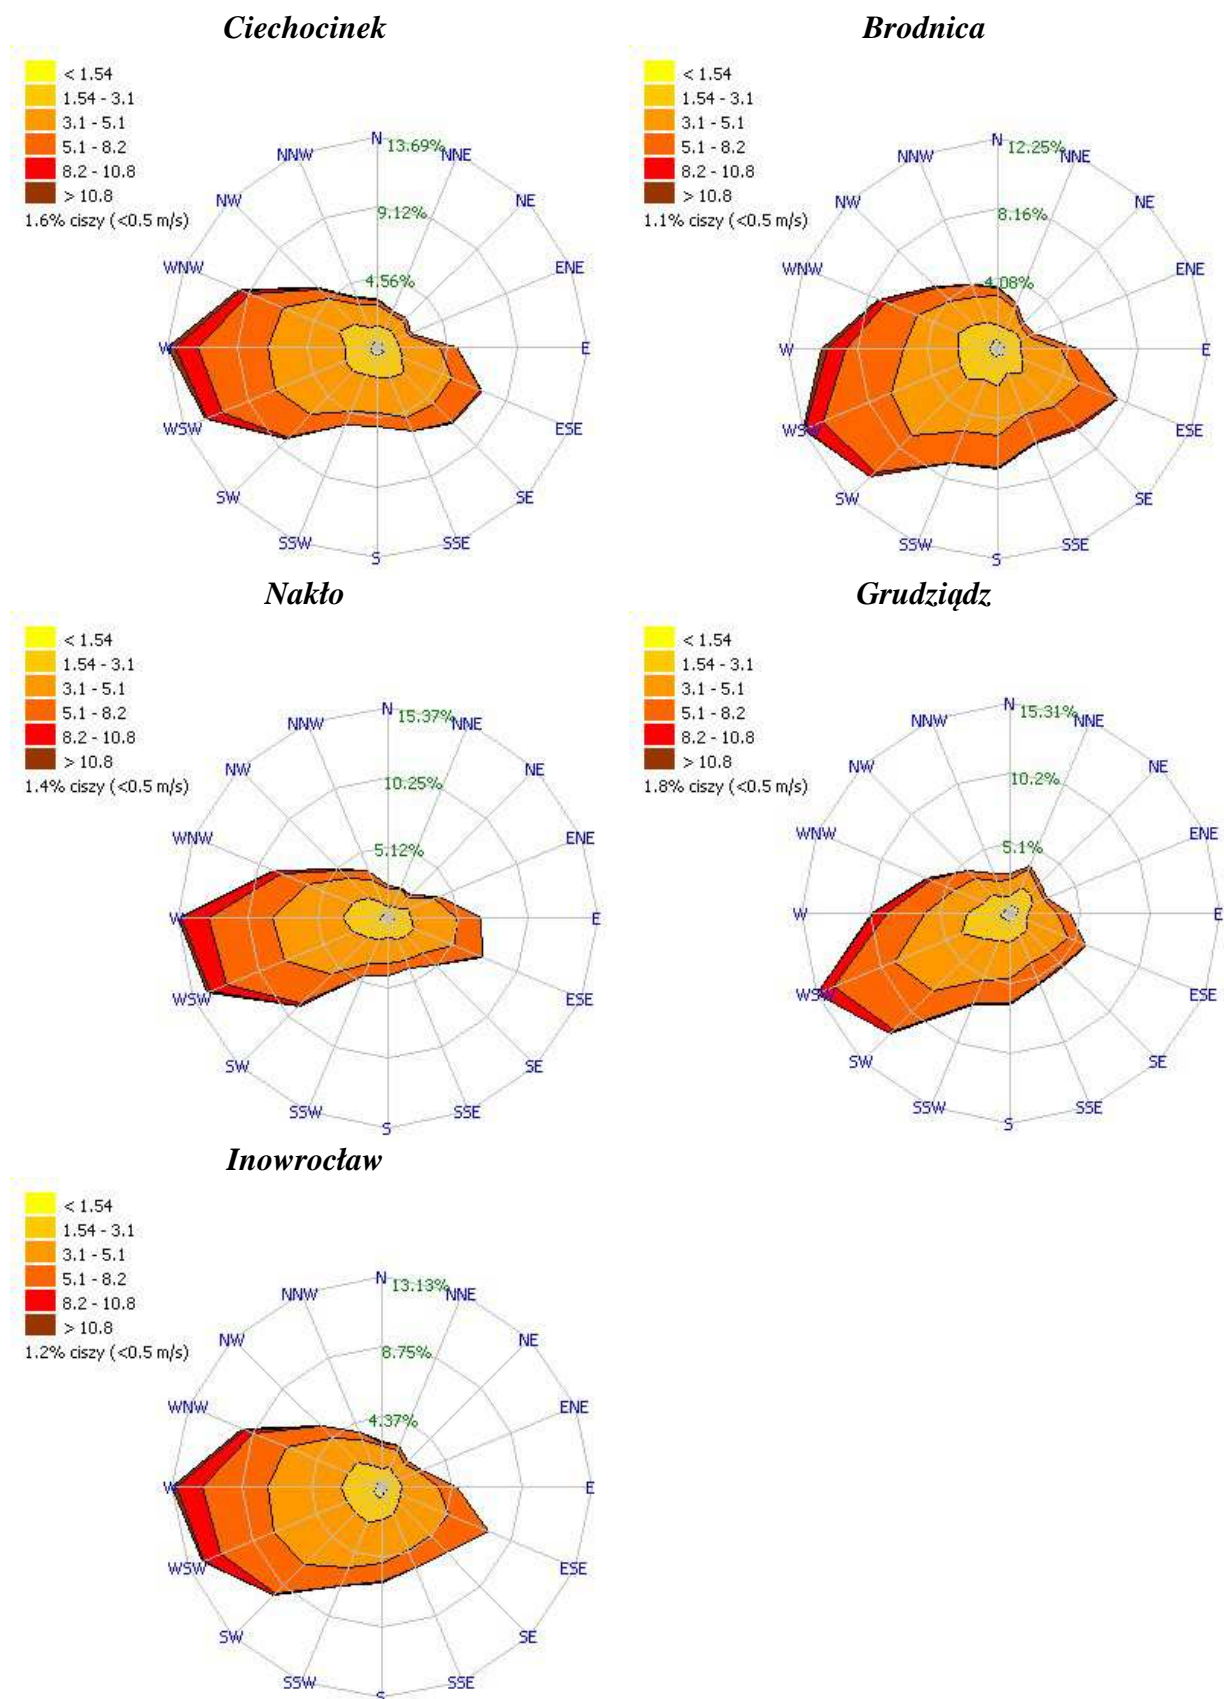 Ciechocinek
< 1.54
1.54 - 3.1
3.1 - 5.1
5.1 - 8.2
8.2 - 10.8
> 10.8
1.6% ciszy (<0.5 m/s)
N
13.69%
NNE
NNW
NE
NW
9.12%
ENE
WNW
4.56%
W
E
WSW
ESE
SW
SE
SSW
SSE
S
Brodnica
< 1.54
1.54 - 3.1
3.1 - 5.1
5.1 - 8.2
8.2 - 10.8
> 10.8
1.1% ciszy (<0.5 m/s)
N
12.25%
NNE
NNW
NE
NW
8.16%
ENE
WNW
4.08%
W
E
WSW
ESE
SW
SE
SSW
SSE
S
Nakło
< 1.54
1.54 - 3.1
3.1 - 5.1
5.1 - 8.2
8.2 - 10.8
> 10.8
1.4% ciszy (<0.5 m/s)
N
15.37%
NNE
NNW
NE
NW
10.25%
ENE
WNW
5.12%
W
E
WSW
ESE
SW
SE
SSW
SSE
S
Grudziądz
< 1.54
1.54 - 3.1
3.1 - 5.1
5.1 - 8.2
8.2 - 10.8
> 10.8
1.8% ciszy (<0.5 m/s)
N
15.31%
NNE
NNW
NE
NW
10.2%
ENE
WNW
5.1%
W
E
WSW
ESE
SW
SE
SSW
SSE
S
Inowrocław
< 1.54
1.54 - 3.1
3.1 - 5.1
5.1 - 8.2
8.2 - 10.8
> 10.8
1.2% ciszy (<0.5 m/s)
N
13.13%
NNE
NNW
NE
NW
8.75%
ENE
WNW
4.37%
W
E
WSW
ESE
SW
SE
SSW
SSE
S